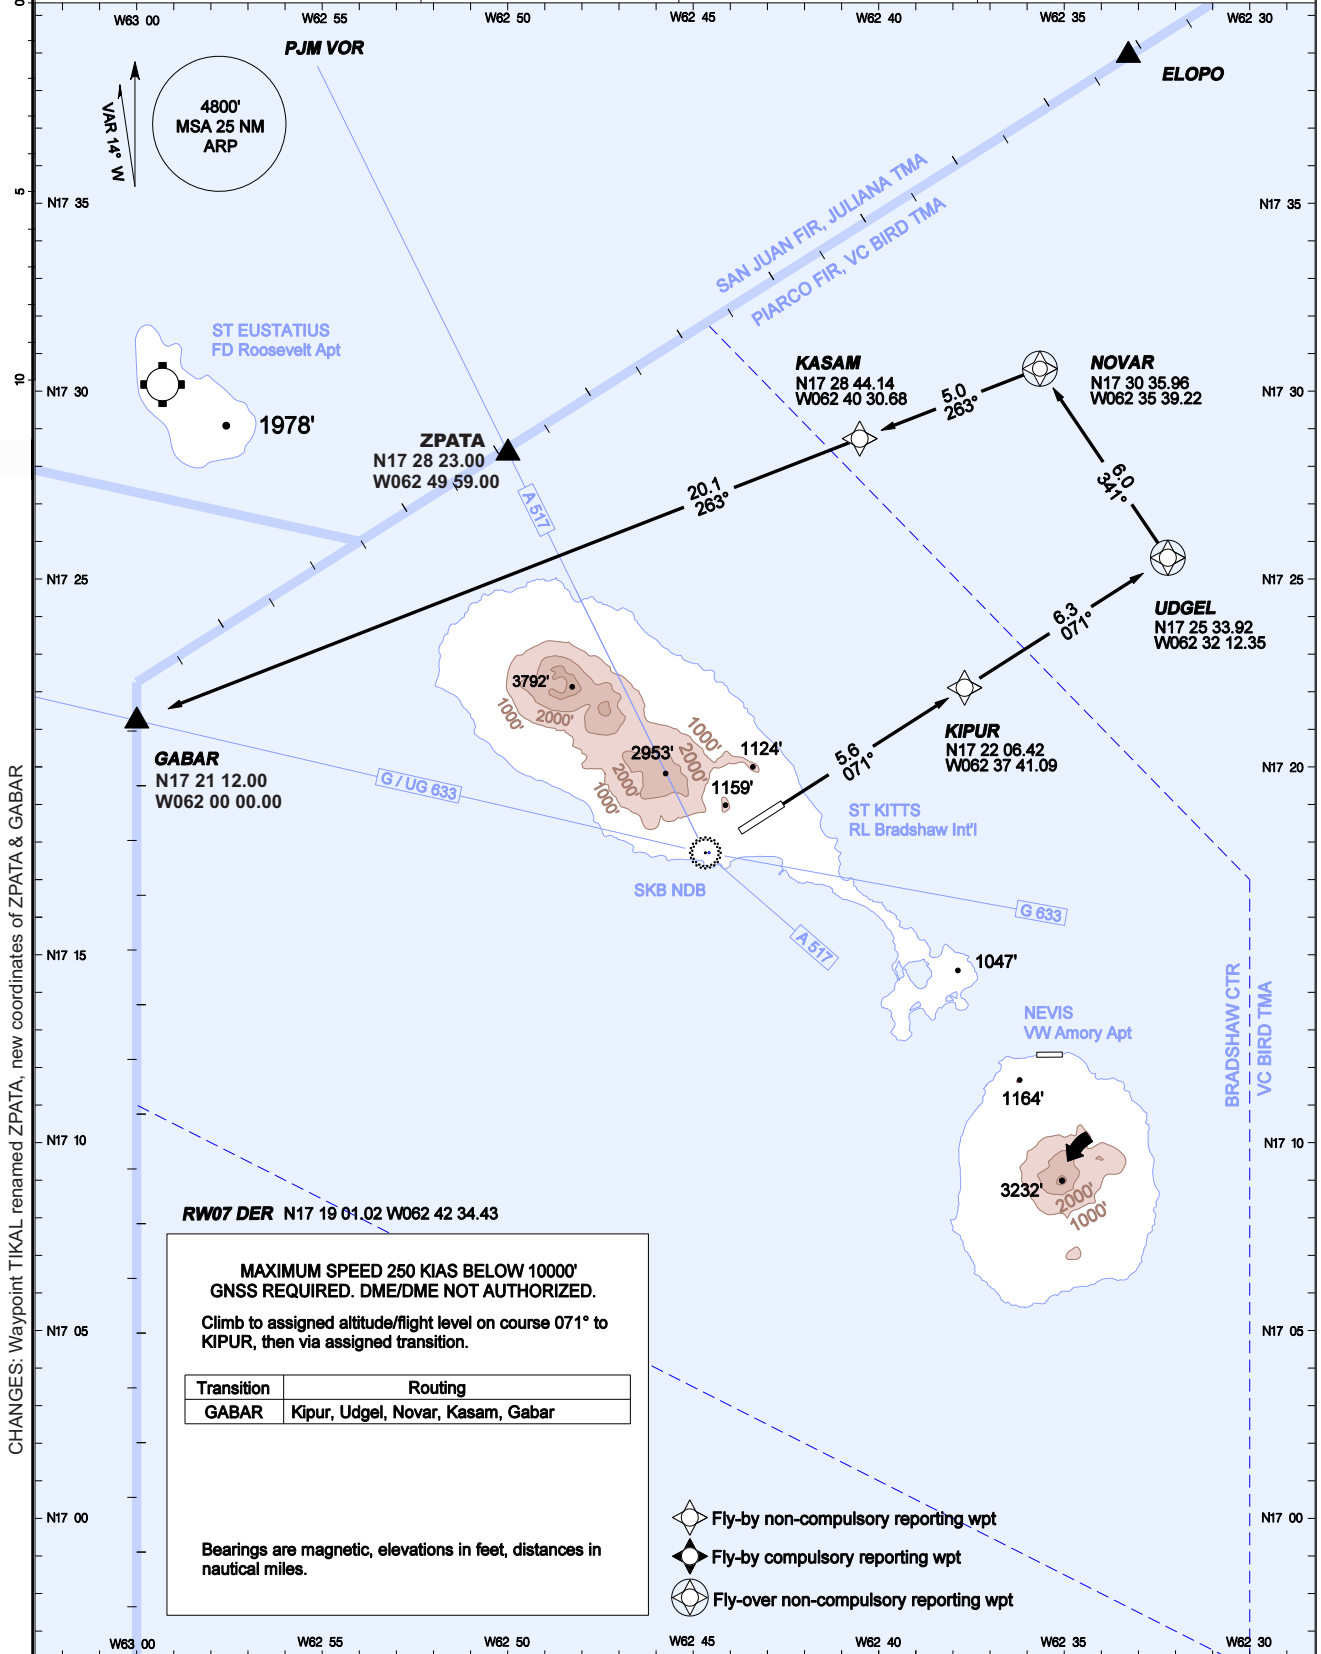 W63 00
W62 55
W62 50
W62 45
W62 40
W62 35
W62 30
0
PJM VOR
ELOPO
4800'
MSA 25 NM
ARP
VAR 14° W
SAN JUAN FIR, JULIANA TMA
PIARCO FIR, VC BIRD TMA
5
N17 35
N17 35
ST EUSTATIUS
FD Roosevelt Apt
1978'
10
N17 30
N17 30
KASAM
N17 28 44.14
W062 40 30.68
NOVAR
N17 30 35.96
W062 35 39.22
5.0
263°
ZPATA
N17 28 23.00
W062 49 59.00
A 517
20.1
263°
6.0
341°
N17 25
N17 25
UDGEL
N17 25 33.92
W062 32 12.35
6.3
071°
3792'
1000'
2000'
2953'
1000'
2000'
2000'
1000'
1124'
1159'
KIPUR
N17 22 06.42
W062 37 41.09
5.6
071°
GABAR
N17 21 12.00
W062 00 00.00
G / UG 633
N17 20
N17 20
ST KITTS
RL Bradshaw Int'l
SKB NDB
G 633
A 517
N17 15
N17 15
1047'
NEVIS
VW Amory Apt
BRADSHAW CTR
VC BIRD TMA
1164'
N17 10
N17 10
3232'
2000'
1000'
CHANGES: Waypoint TIKAL renamed ZPATA, new coordinates of ZPATA & GABAR
RW07 DER N17 19 01.02 W062 42 34.43
MAXIMUM SPEED 250 KIAS BELOW 10000'
GNSS REQUIRED. DME/DME NOT AUTHORIZED.
Climb to assigned altitude/flight level on course 071° to
KIPUR, then via assigned transition.
Transition Routing
GABAR Kipur, Udgel, Novar, Kasam, Gabar
Bearings are magnetic, elevations in feet, distances in
nautical miles.
N17 05
N17 05
N17 00
N17 00
Fly-by non-compulsory reporting wpt
Fly-by compulsory reporting wpt
Fly-over non-compulsory reporting wpt
W63 00
W62 55
W62 50
W62 45
W62 40
W62 35
W62 30